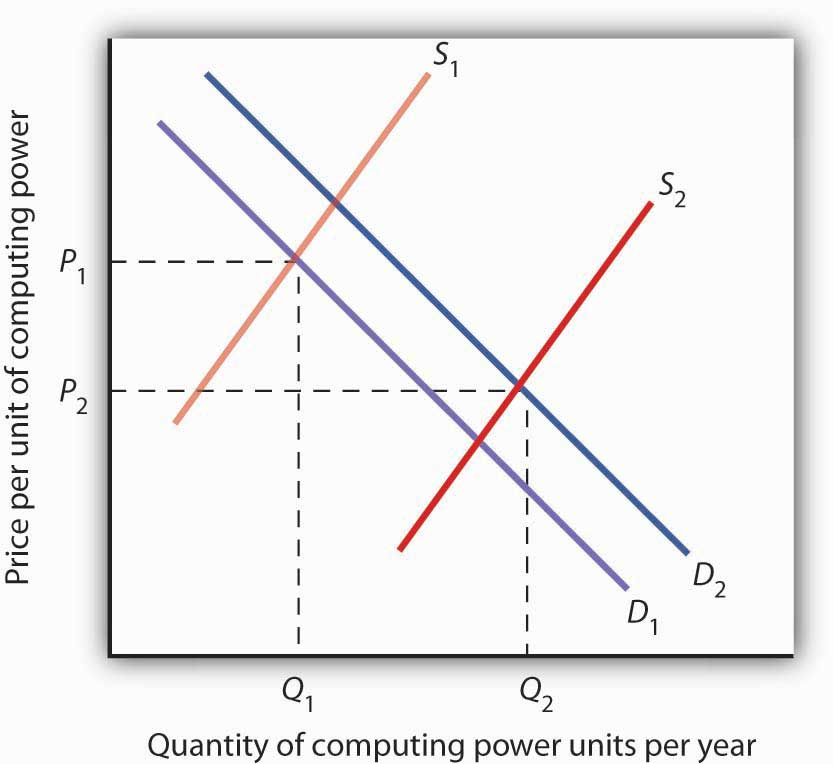 S1
S2
Price per unit of computing power
P1
P2
D2
D1
Q1
Q2
Quantity of computing power units per year